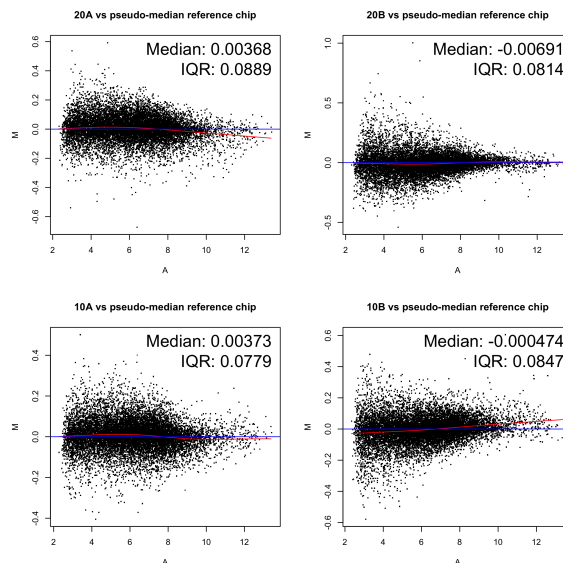 20A vs pseudo-median reference chip
Median: 0.00368
IQR: 0.0889
M
0.6
0.4
0.2
0.0
-0.2
-0.4
-0.6
2 4 6 8 10 12
A
20B vs pseudo-median reference chip
Median: -0.00691
IQR: 0.0814
M
1.0
0.5
0.0
-0.5
2 4 6 8 10 12
A
10A vs pseudo-median reference chip
Median: 0.00373
IQR: 0.0779
M
0.4
0.2
0.0
-0.2
-0.4
2 4 6 8 10 12
A
10B vs pseudo-median reference chip
Median: -0.000474
IQR: 0.0847
M
0.6
0.4
0.2
0.0
-0.2
-0.4
-0.6
2 4 6 8 10 12
A